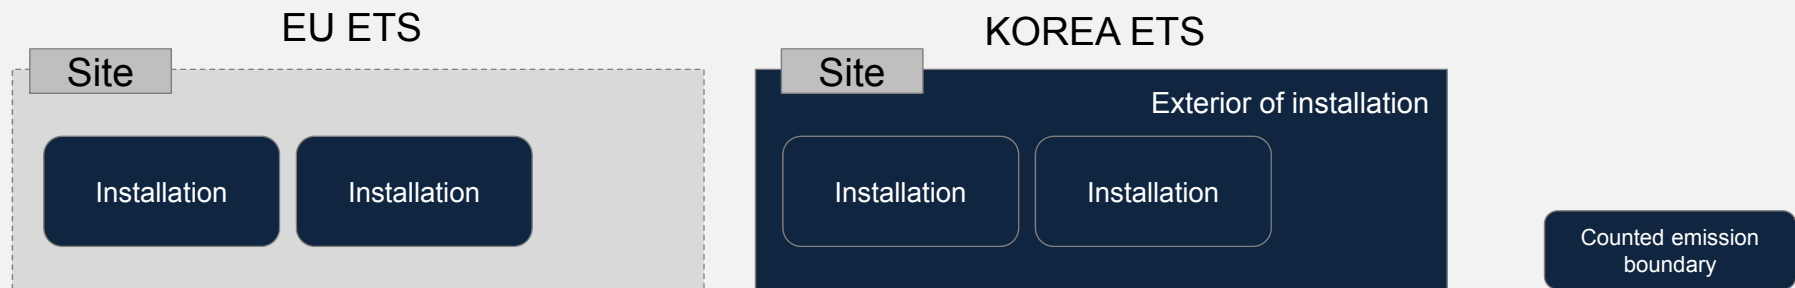 EU ETS
Site
Installation
Installation
KOREA ETS
Site
Exterior of installation
Installation
Installation
Counted emission
boundary